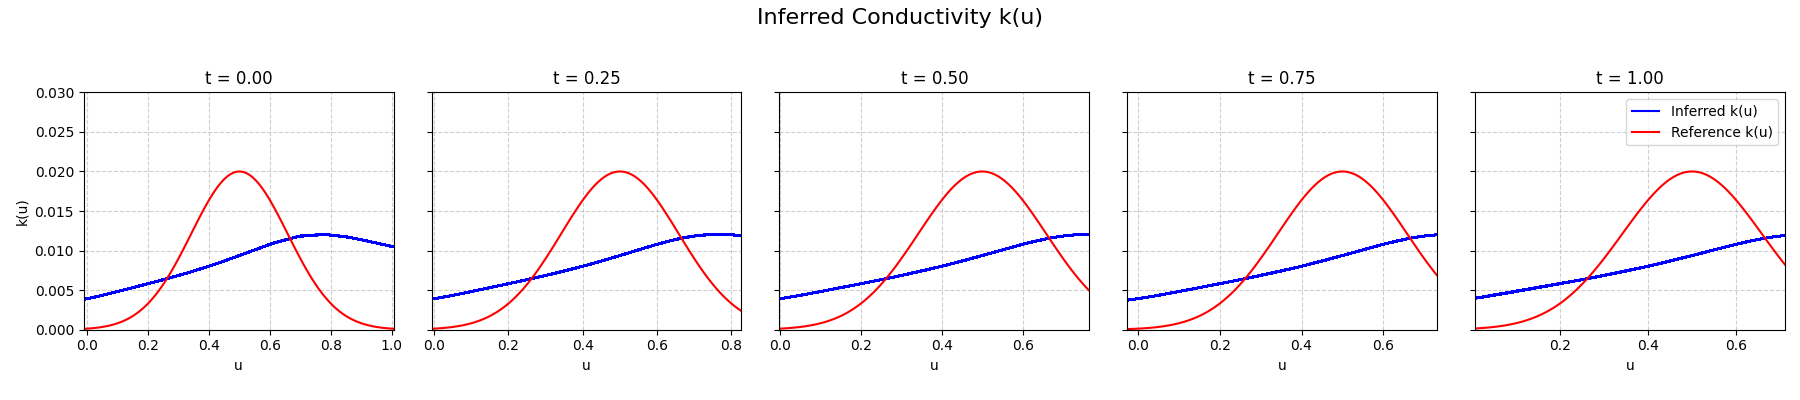 Inferred Conductivity k(u)
t = 0.00
t = 0.25
t = 0.50
t = 0.75
t = 1.00
0.030
0.025
0.020
0.015
0.010
0.005
0.000
k(u)
Inferred k(u)
Reference k(u)
0.0 0.2 0.4 0.6 0.8 1.0
0.0 0.2 0.4 0.6 0.8
0.0 0.2 0.4 0.6
0.0 0.2 0.4 0.6
0.2 0.4 0.6
u
u
u
u
u